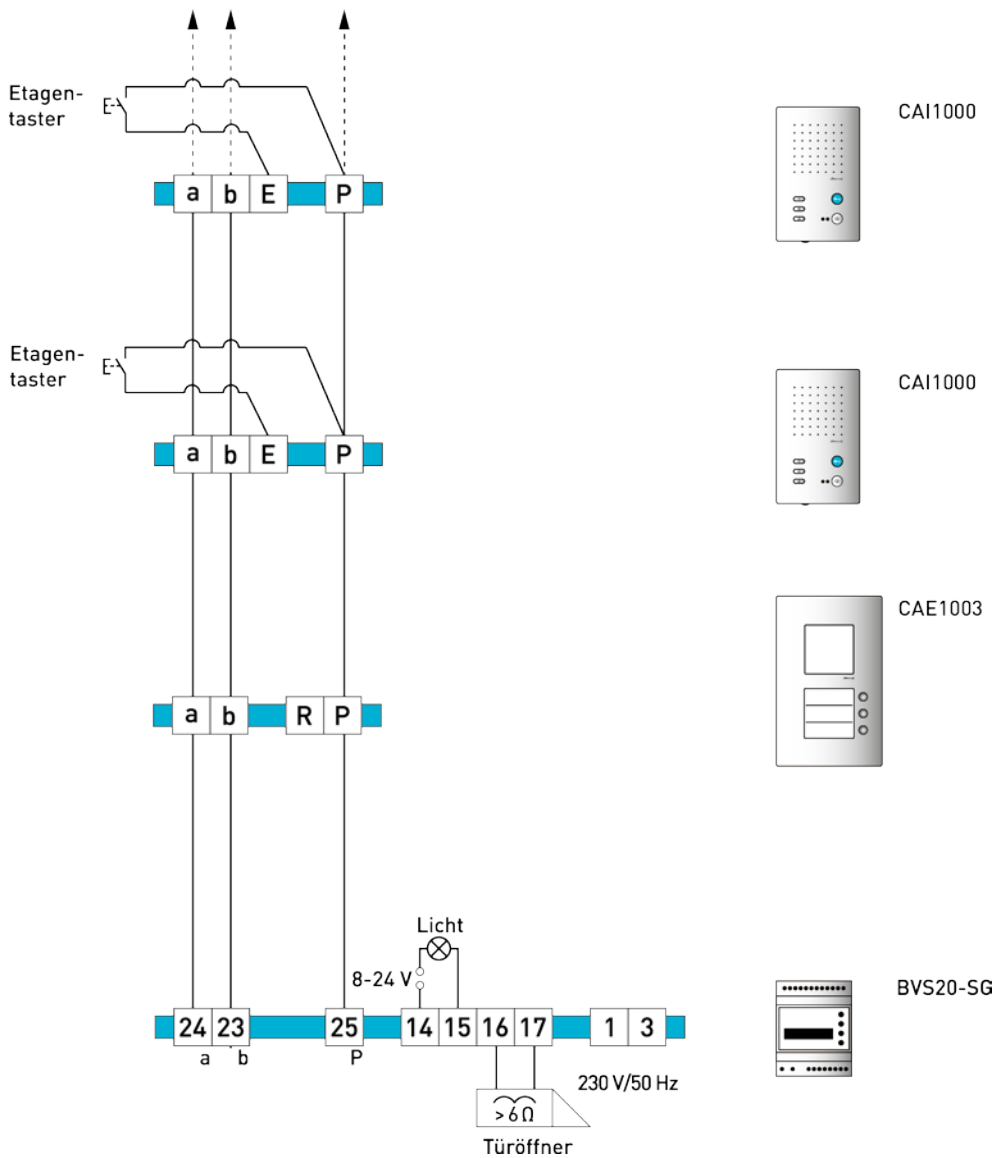 Etagen-
taster
CAI1000
a b E P
Etagen-
taster
CAI1000
a b E P
CAE1003
a b R P
Licht
8-24 V
BVS20-SG
24 23 25 14 15 16 17 1 3
a b P
230 V/50 Hz
>6Ω
Türöffner